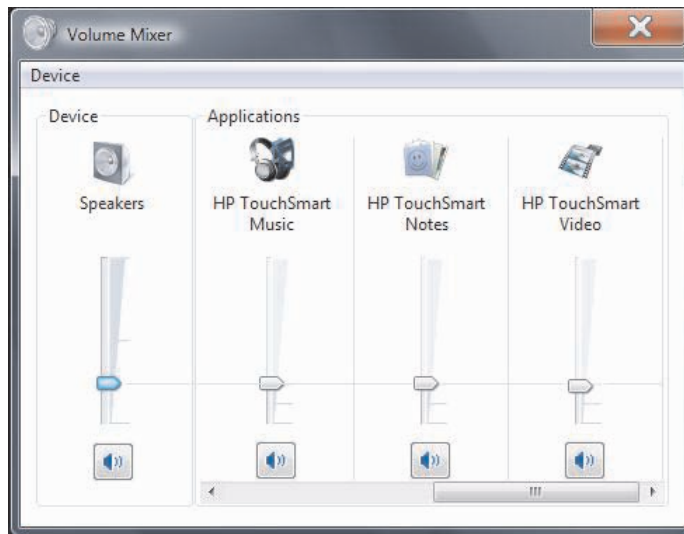 Volume Mixer
Device
Device
Applications
Speakers
HP TouchSmart
Music
HP TouchSmart
Notes
HP TouchSmart
Video